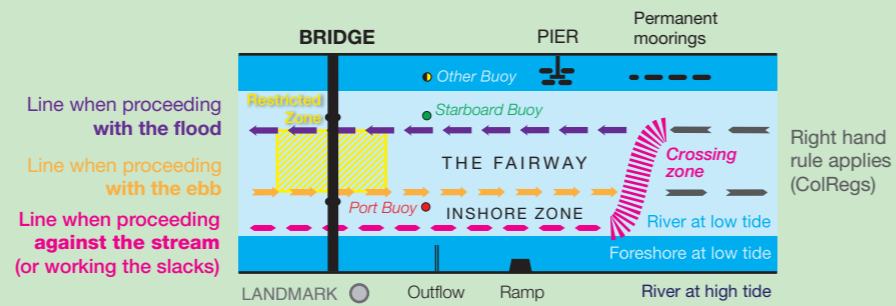 BRIDGE
PIER
Permanent
moorings
Other Buoy
Restricted
Zone
Starboard Buoy
Line when proceeding
with the flood
Line when proceeding
with the ebb
Line when proceeding
against the stream
(or working the slacks)
THE FAIRWAY
Crossing
zone
Right hand
rule applies
(ColRegs)
Port Buoy
INSHORE ZONE
River at low tide
Foreshore at low tide
LANDMARK
Outflow
Ramp
River at high tide